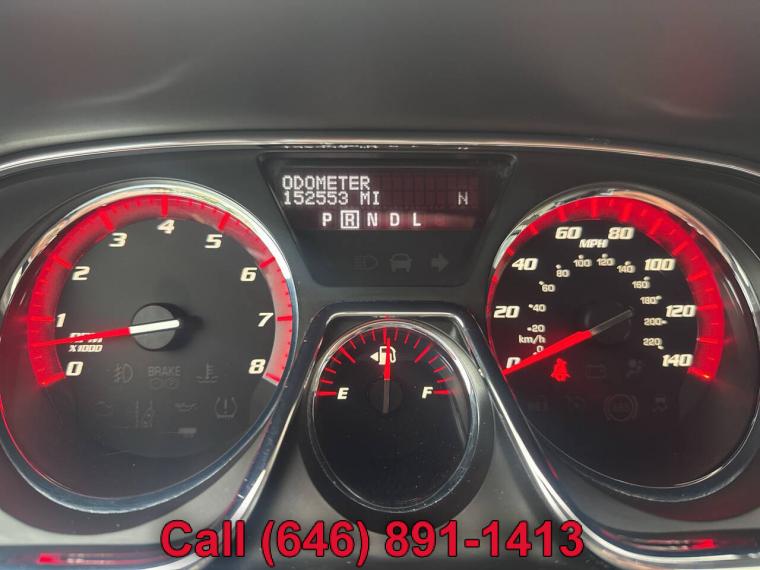 ODOMETER
152553 MI N
P R N D L
0 1 2 3 4 5 6 7 8
RPM
X1000
BRAKE
E F
0 20 40 60 80 100 120 140
MPH
0 20 40 60 80 100 120 140 160 180 200 220
km/h
Call (646) 891-1413